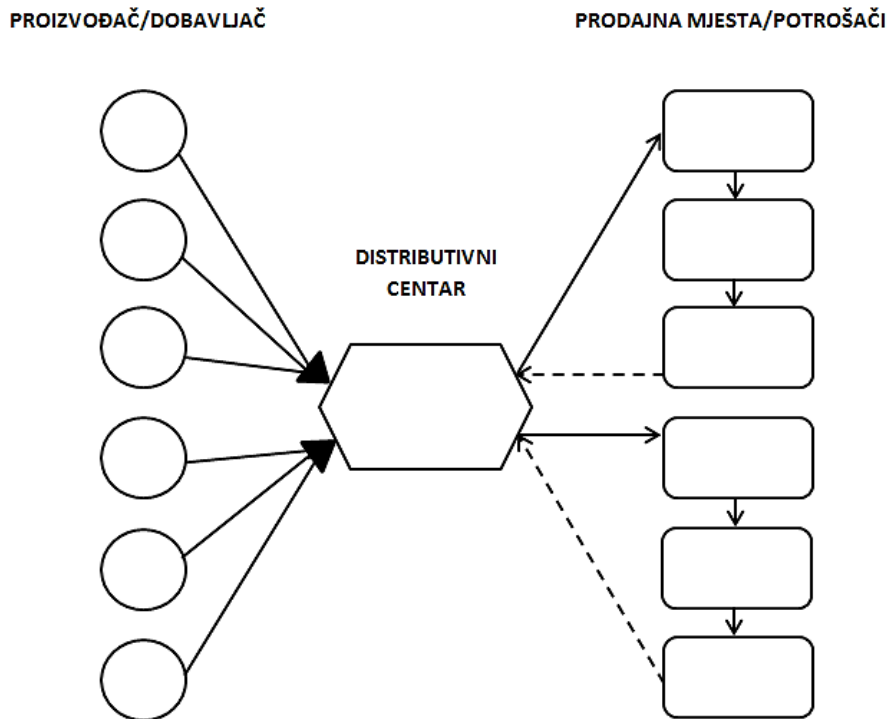 PROIZVOĐAČ/DOBAVLJAČ
PRODAJNA MJESTA/POTROŠAČI
DISTRIBUTIVNI
CENTAR